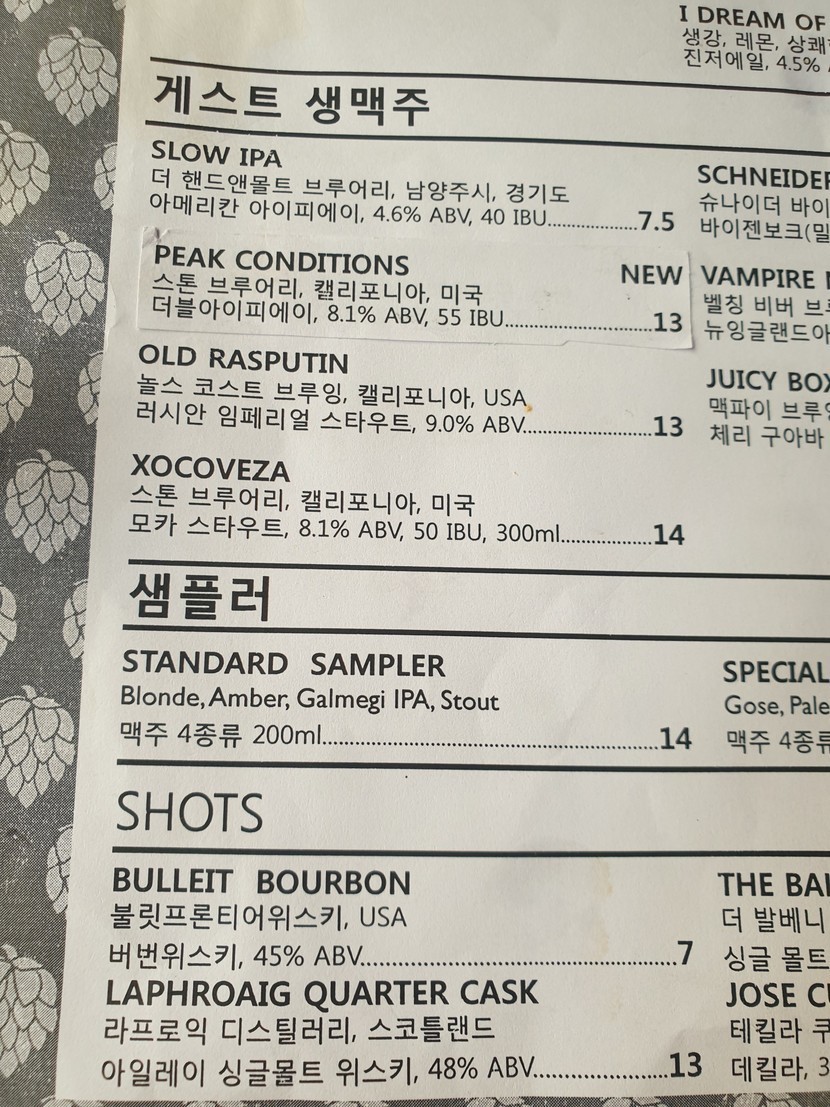 I DREAM OF
생강, 레몬,
진저에일, 4.5%
게스트 생맥주
SLOW IPA
더 핸드앤몰트 브루어리, 남양주시, 경기도
아메리칸 아이피에이, 4.6% ABV, 40 IBU..................7.5
PEAK CONDITIONS NEW
스톤 브루어리, 캘리포니아, 미국
더블아이피에이, 8.1% ABV, 55 IBU..............................13
OLD RASPUTIN
놀스 코스트 브루잉, 캘리포니아, USA
러시안 임페리얼 스타우트, 9.0% ABV..........................13
XOCOVEZA
스톤 브루어리, 캘리포니아, 미국
모카 스타우트, 8.1% ABV, 50 IBU, 300ml..................14
SCHNEIDER
슈나이더 바이
바이젠보크(밀
VAMPIRE
벨칭 비버
뉴잉글랜드아
JUICY BOX
맥파이 브루잉
체리 구아바
샘플러
STANDARD SAMPLER
Blonde, Amber, Galmegi IPA, Stout
맥주 4종류 200ml..................................................................14
SPECIAL
Gose, Pale
맥주 4종류
SHOTS
BULLEIT BOURBON
불릿프론티어위스키, USA
버번위스키, 45% ABV..............................................................7
LAPHROAIG QUARTER CASK
라프로익 디스틸러리, 스코틀랜드
아일레이 싱글몰트 위스키, 48% ABV..........................13
THE
더 발베니
싱글 몰트
JOSE
테킬라
데킬라, 3